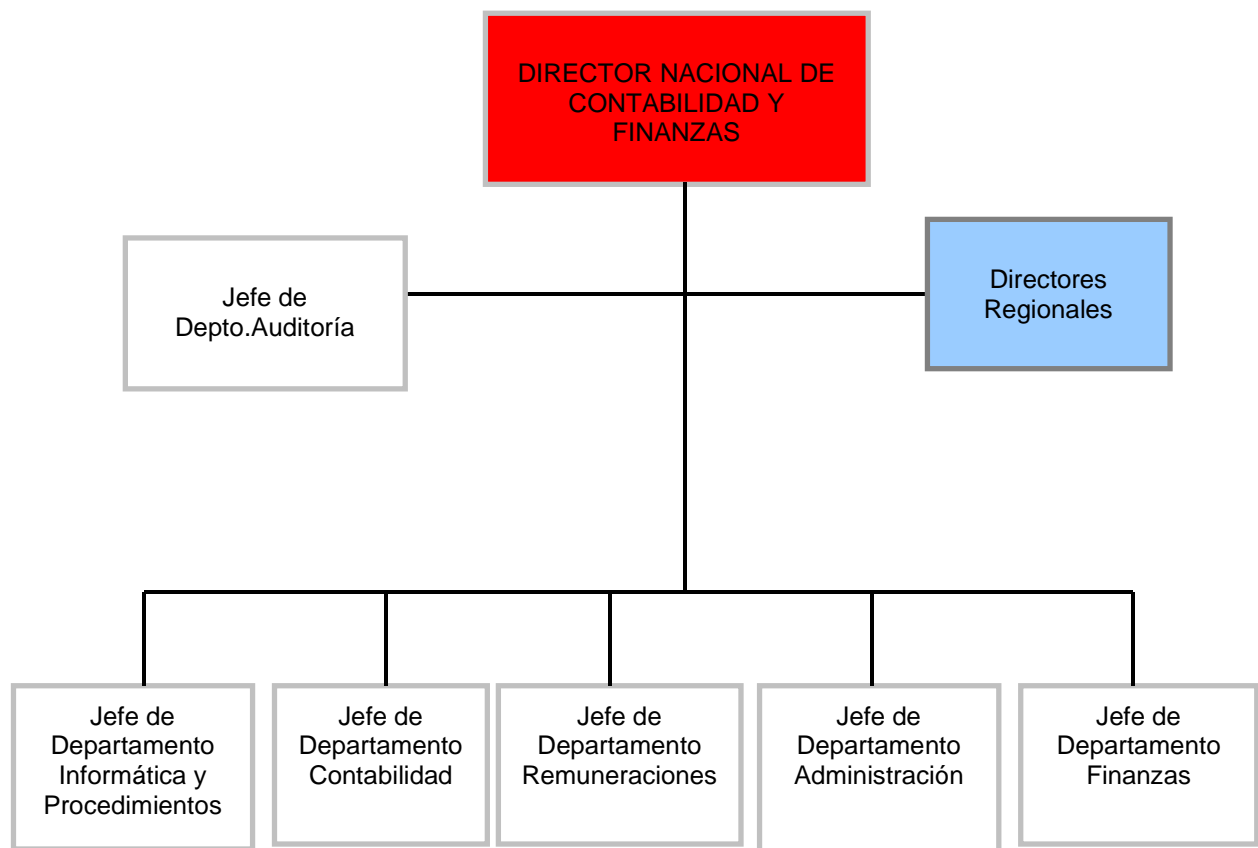 DIRECTOR NACIONAL DE
CONTABILIDAD Y
FINANZAS
Jefe de
Depto.Auditoría
Directores
Regionales
Jefe de
Departamento
Informática y
Procedimientos
Jefe de
Departamento
Contabilidad
Jefe de
Departamento
Remuneraciones
Jefe de
Departamento
Administración
Jefe de
Departamento
Finanzas